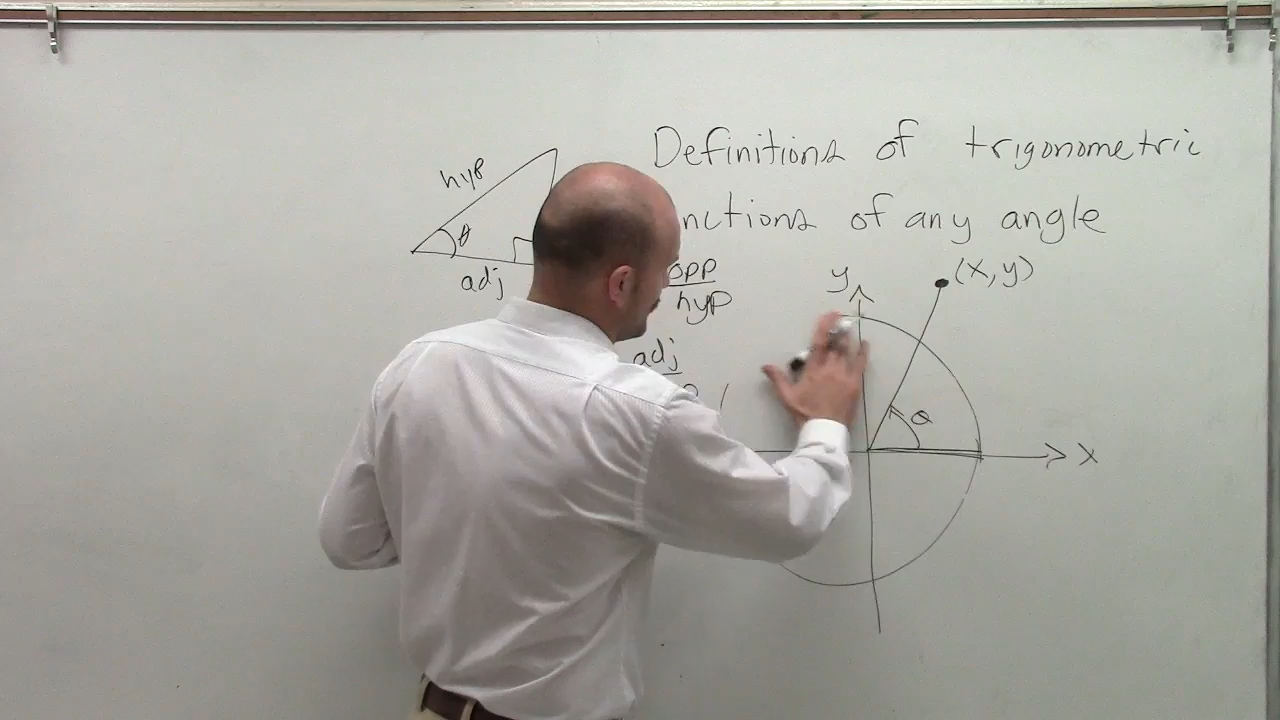 Definitions of trigonometric
nctions of any angle
hyp
θ
adj
opp
hyp
adj
y
(x, y)
θ
x